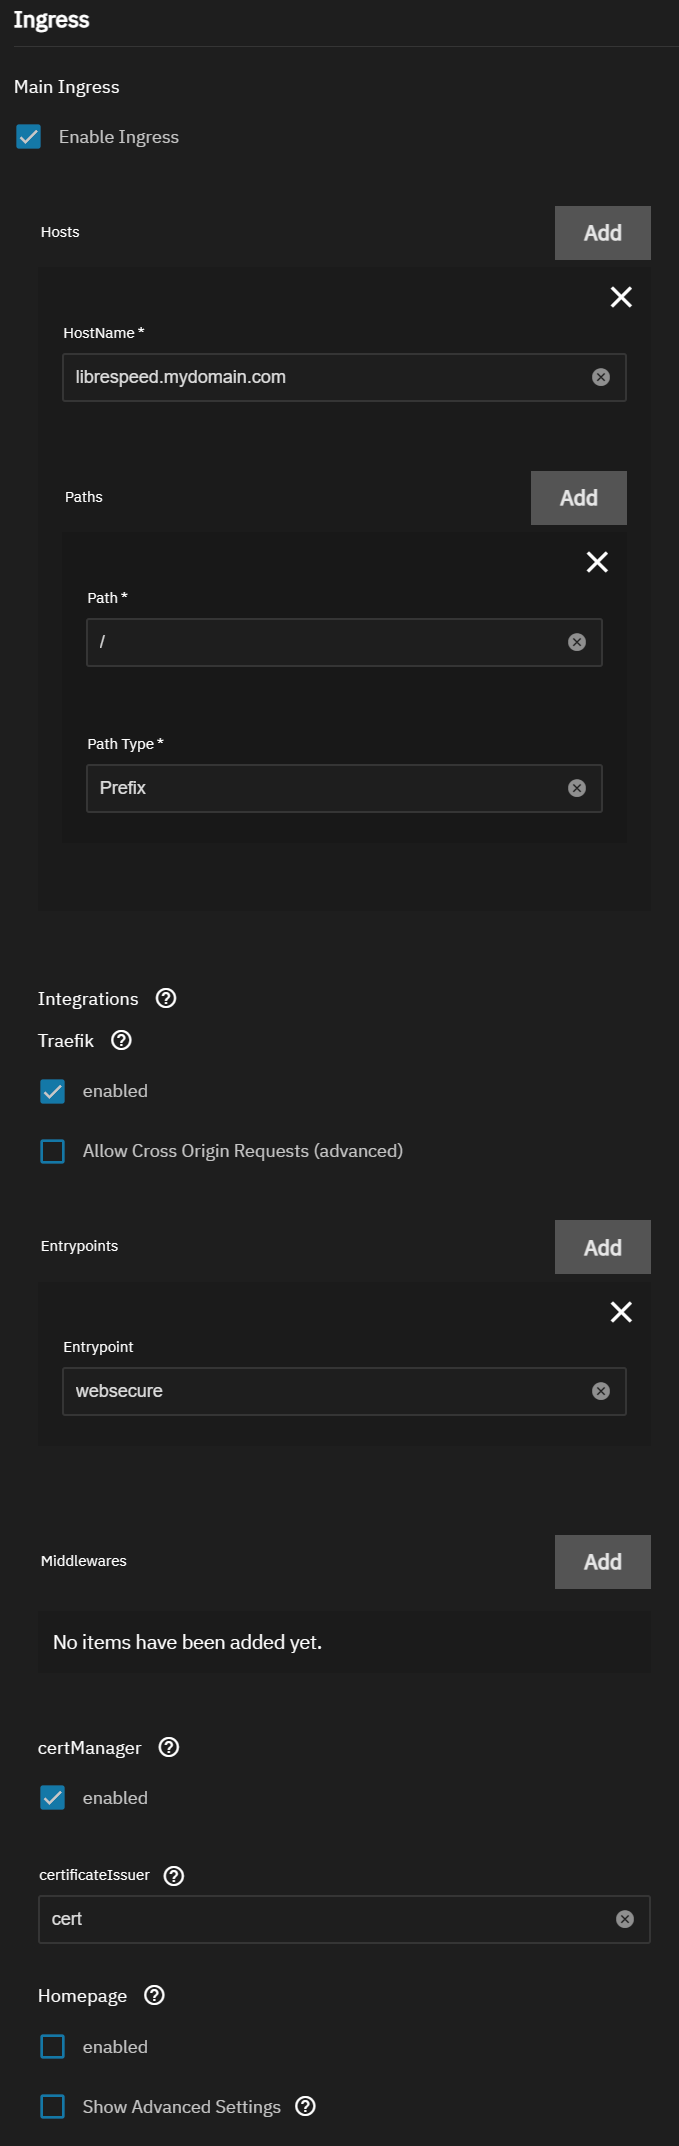 Ingress
Main Ingress
Enable Ingress
Hosts
Add
HostName *
librespeed.mydomain.com
Paths
Add
Path *
/
Path Type *
Prefix
Integrations
Traefik
enabled
Allow Cross Origin Requests (advanced)
Entrypoints
Add
Entrypoint
websecure
Middlewares
Add
No items have been added yet.
certManager
enabled
certificateIssuer
cert
Homepage
enabled
Show Advanced Settings